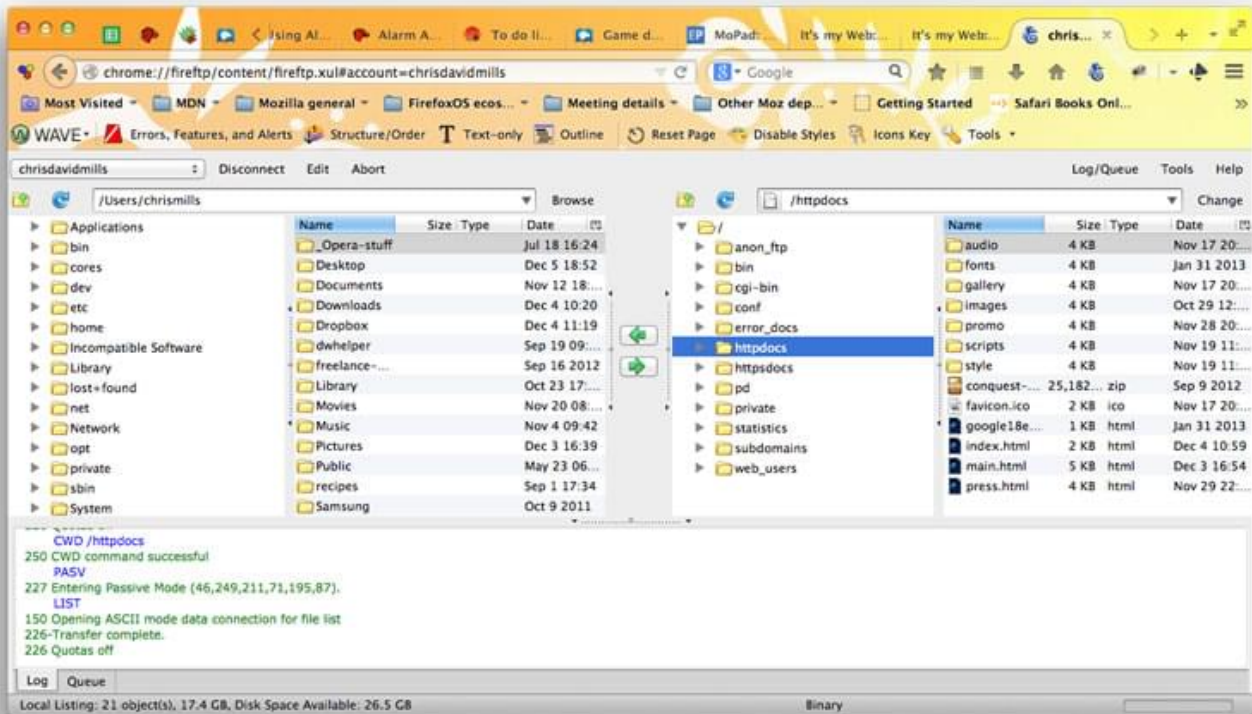 Jsing Al... Alarm A... To do li... Game d... MoPad: ... It's my Web:... It's my Web:... chris...
chrome://fireftp/content/fireftp.xul#account=chrisdavidmills Google
Most Visited MDN Mozilla general FirefoxOS ecos... Meeting details Other Moz dep... Getting Started Safari Books Onl...
WAVE Errors, Features, and Alerts Structure/Order Text-only Outline Reset Page Disable Styles Icons Key Tools
chrisdavidmills Disconnect Edit Abort Log/Queue Tools Help
/Users/chrismills Browse /httpdocs Change
Applications
bin
cores
dev
etc
home
Incompatible Software
Library
lost+found
net
Network
opt
private
sbin
System
Name Size Type Date
_Opera-stuff Jul 18 16:24
Desktop Dec 5 18:52
Documents Nov 12 18:...
Downloads Dec 4 10:20
Dropbox Dec 4 11:19
dwhelper Sep 19 09:...
freelance-... Sep 16 2012
Library Oct 23 17:...
Movies Nov 20 08:...
Music Nov 4 09:42
Pictures Dec 3 16:39
Public May 23 06...
recipes Sep 1 17:34
Samsung Oct 9 2011
/
anon_ftp
bin
cgi-bin
conf
error_docs
httpdocs
httpsdocs
pd
private
statistics
subdomains
web_users
Name Size Type Date
audio 4 KB Nov 17 20:...
fonts 4 KB Jan 31 2013
gallery 4 KB Nov 17 20:...
images 4 KB Oct 29 12:...
promo 4 KB Nov 28 20:...
scripts 4 KB Nov 19 11:...
style 4 KB Nov 19 11:...
conquest-... 25,182... zip Sep 9 2012
favicon.ico 2 KB ico Nov 17 20:...
google18e... 1 KB html Jan 31 2013
index.html 2 KB html Dec 4 10:59
main.html 5 KB html Dec 3 16:54
press.html 4 KB html Nov 29 22:...
CWD /httpdocs
250 CWD command successful
PASV
227 Entering Passive Mode (46,249,211,71,195,87).
LIST
150 Opening ASCII mode data connection for file list
226-Transfer complete.
226 Quotas off
Log Queue
Local Listing: 21 object(s), 17.4 GB, Disk Space Available: 26.5 GB Binary